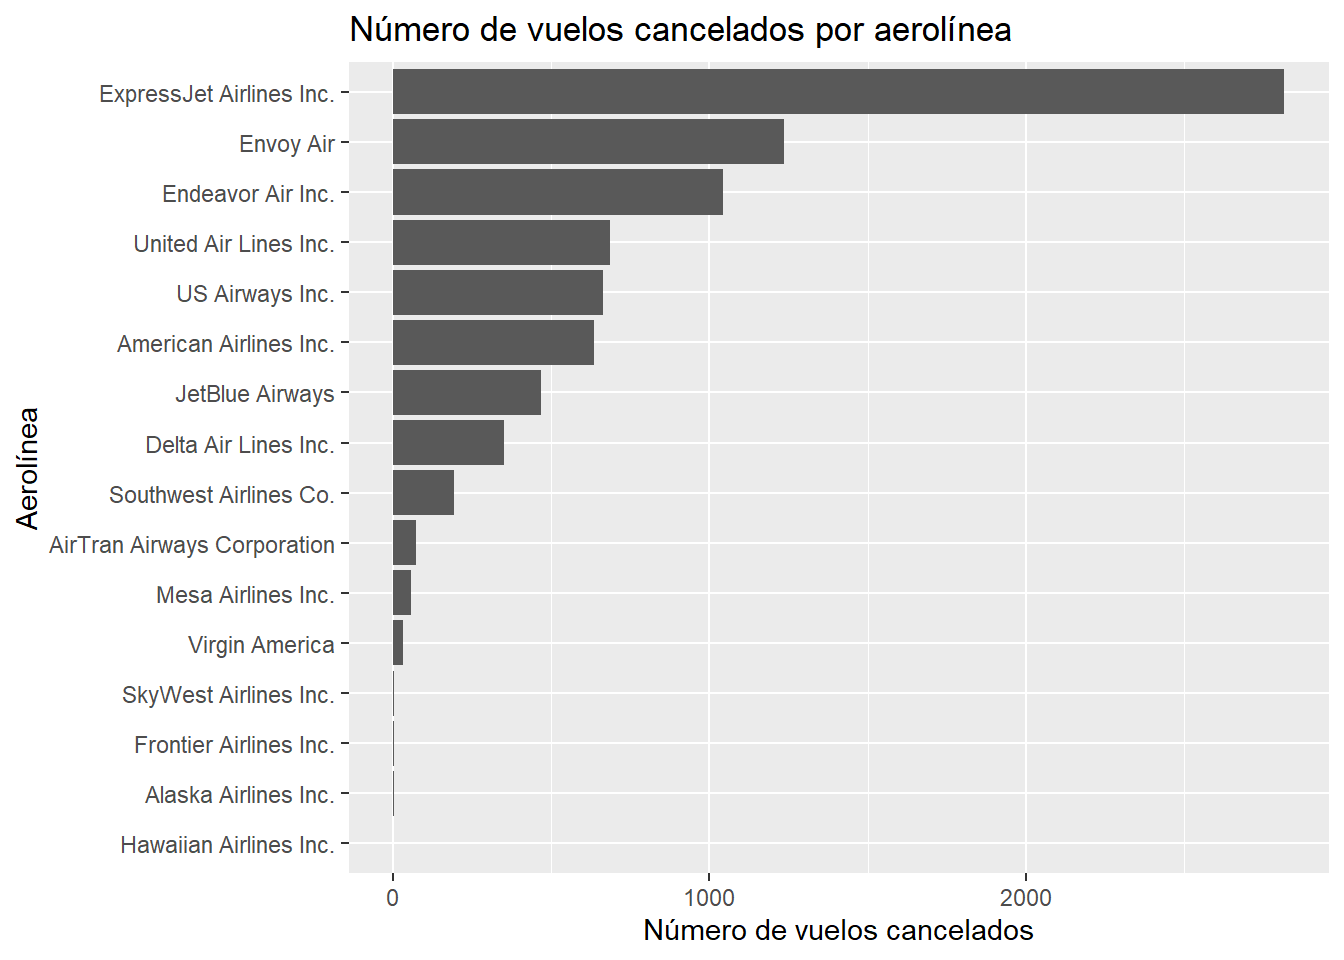 Número de vuelos cancelados por aerolínea
ExpressJet Airlines Inc.
Envoy Air
Endeavor Air Inc.
United Air Lines Inc.
US Airways Inc.
American Airlines Inc.
JetBlue Airways
Delta Air Lines Inc.
Southwest Airlines Co.
AirTran Airways Corporation
Mesa Airlines Inc.
Virgin America
SkyWest Airlines Inc.
Frontier Airlines Inc.
Alaska Airlines Inc.
Hawaiian Airlines Inc.
Aerolínea
0 1000 2000
Número de vuelos cancelados